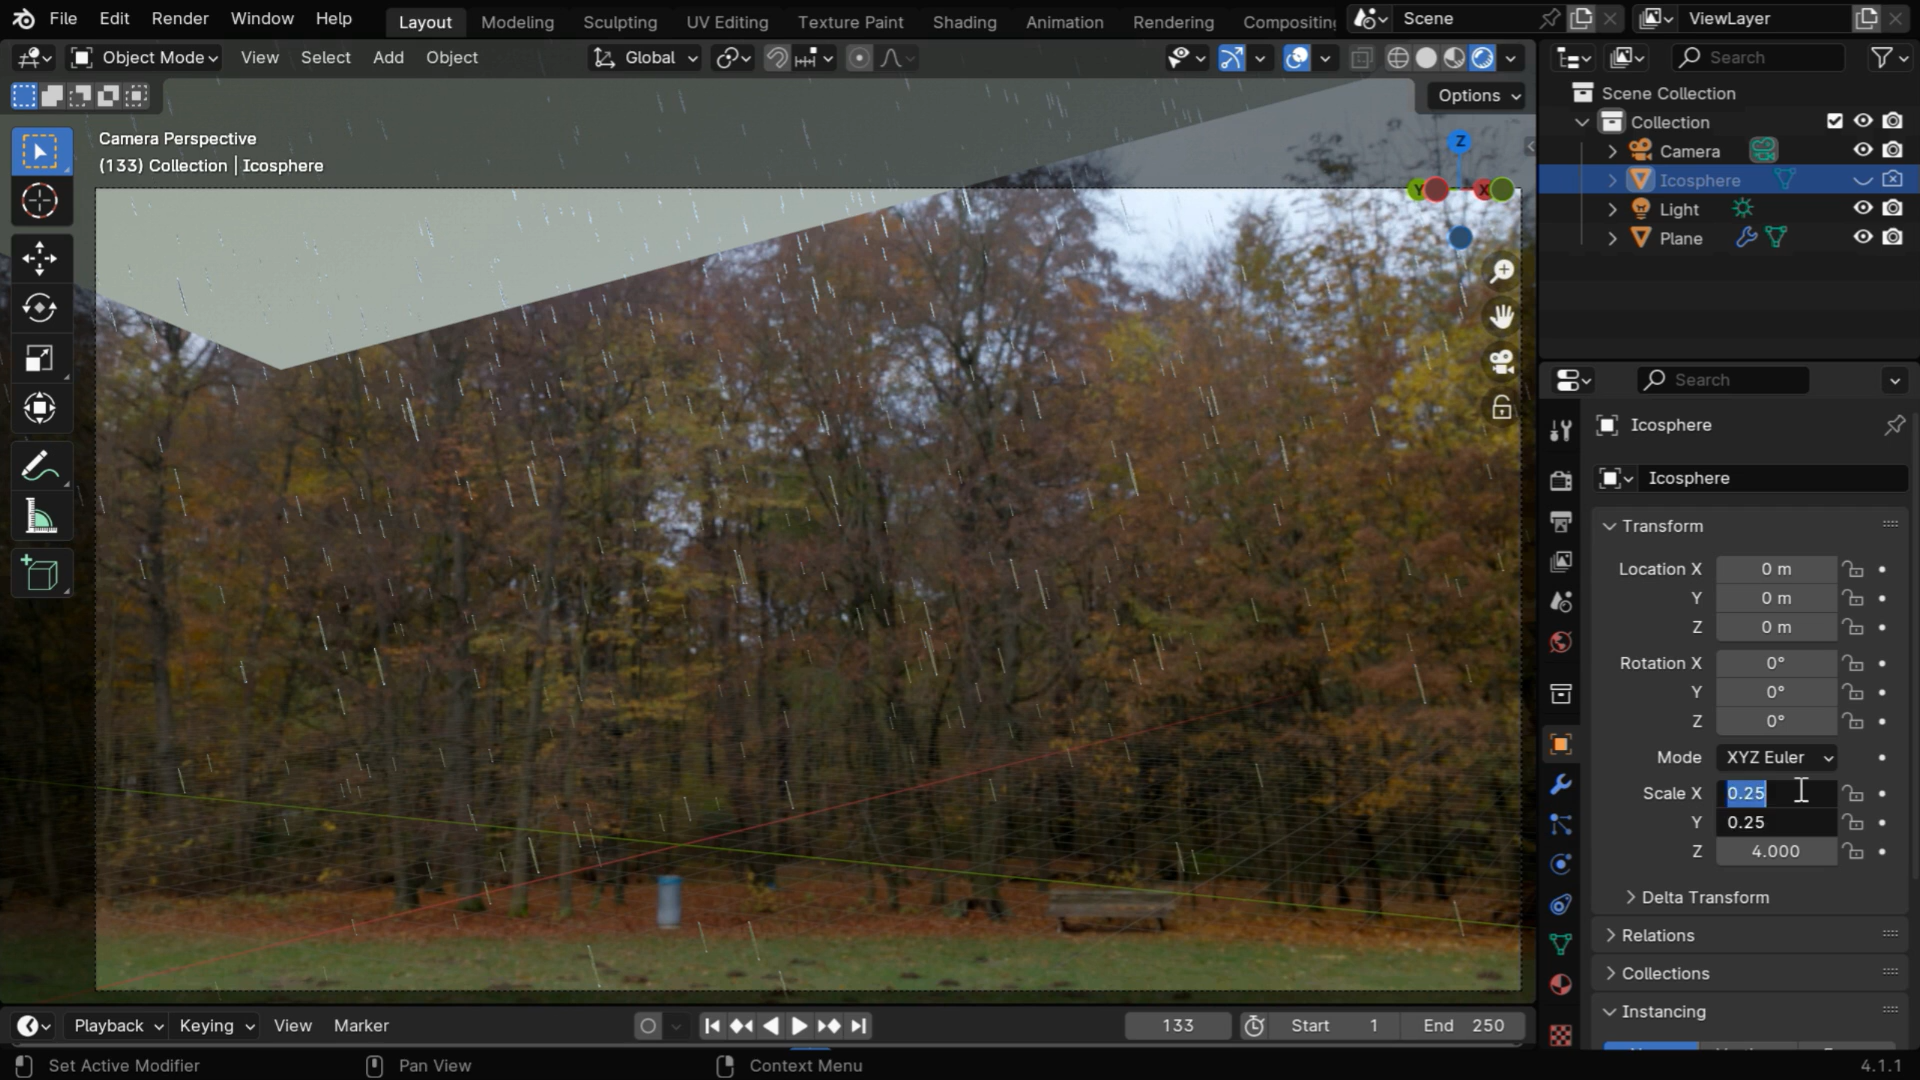 File Edit Render Window Help Layout Modeling Sculpting UV Editing Texture Paint Shading Animation Rendering Compositing Scene ViewLayer
Object Mode View Select Add Object Global Search
Options
Scene Collection
Collection
Camera Perspective
(133) Collection | Icosphere
Z
Y X
Camera
Icosphere
Light
Plane
Search
Icosphere
Icosphere
Transform
Location X 0 m
Y 0 m
Z 0 m
Rotation X 0°
Y 0°
Z 0°
Mode XYZ Euler
Scale X 0.25
Y 0.25
Z 4.000
Delta Transform
Relations
Collections
Instancing
Playback Keying View Marker 133 Start 1 End 250
Set Active Modifier Pan View Context Menu 4.1.1